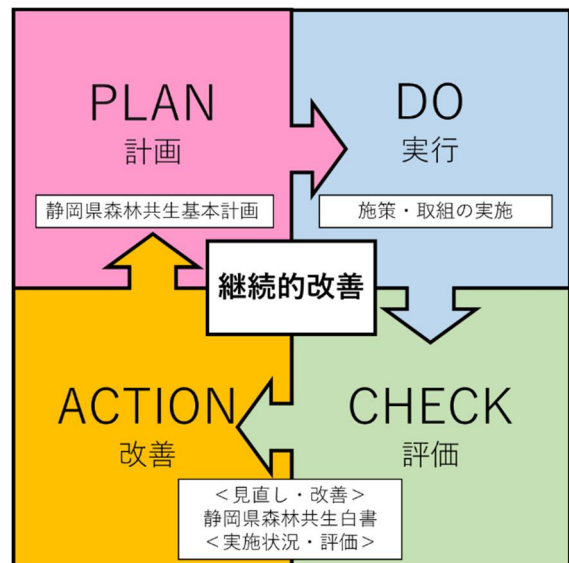 PLAN
計画
静岡県森林共生基本計画
DO
実行
施策・取組の実施
継続的改善
ACTION
改善
CHECK
評価
＜見直し・改善＞
静岡県森林共生白書
＜実施状況・評価＞